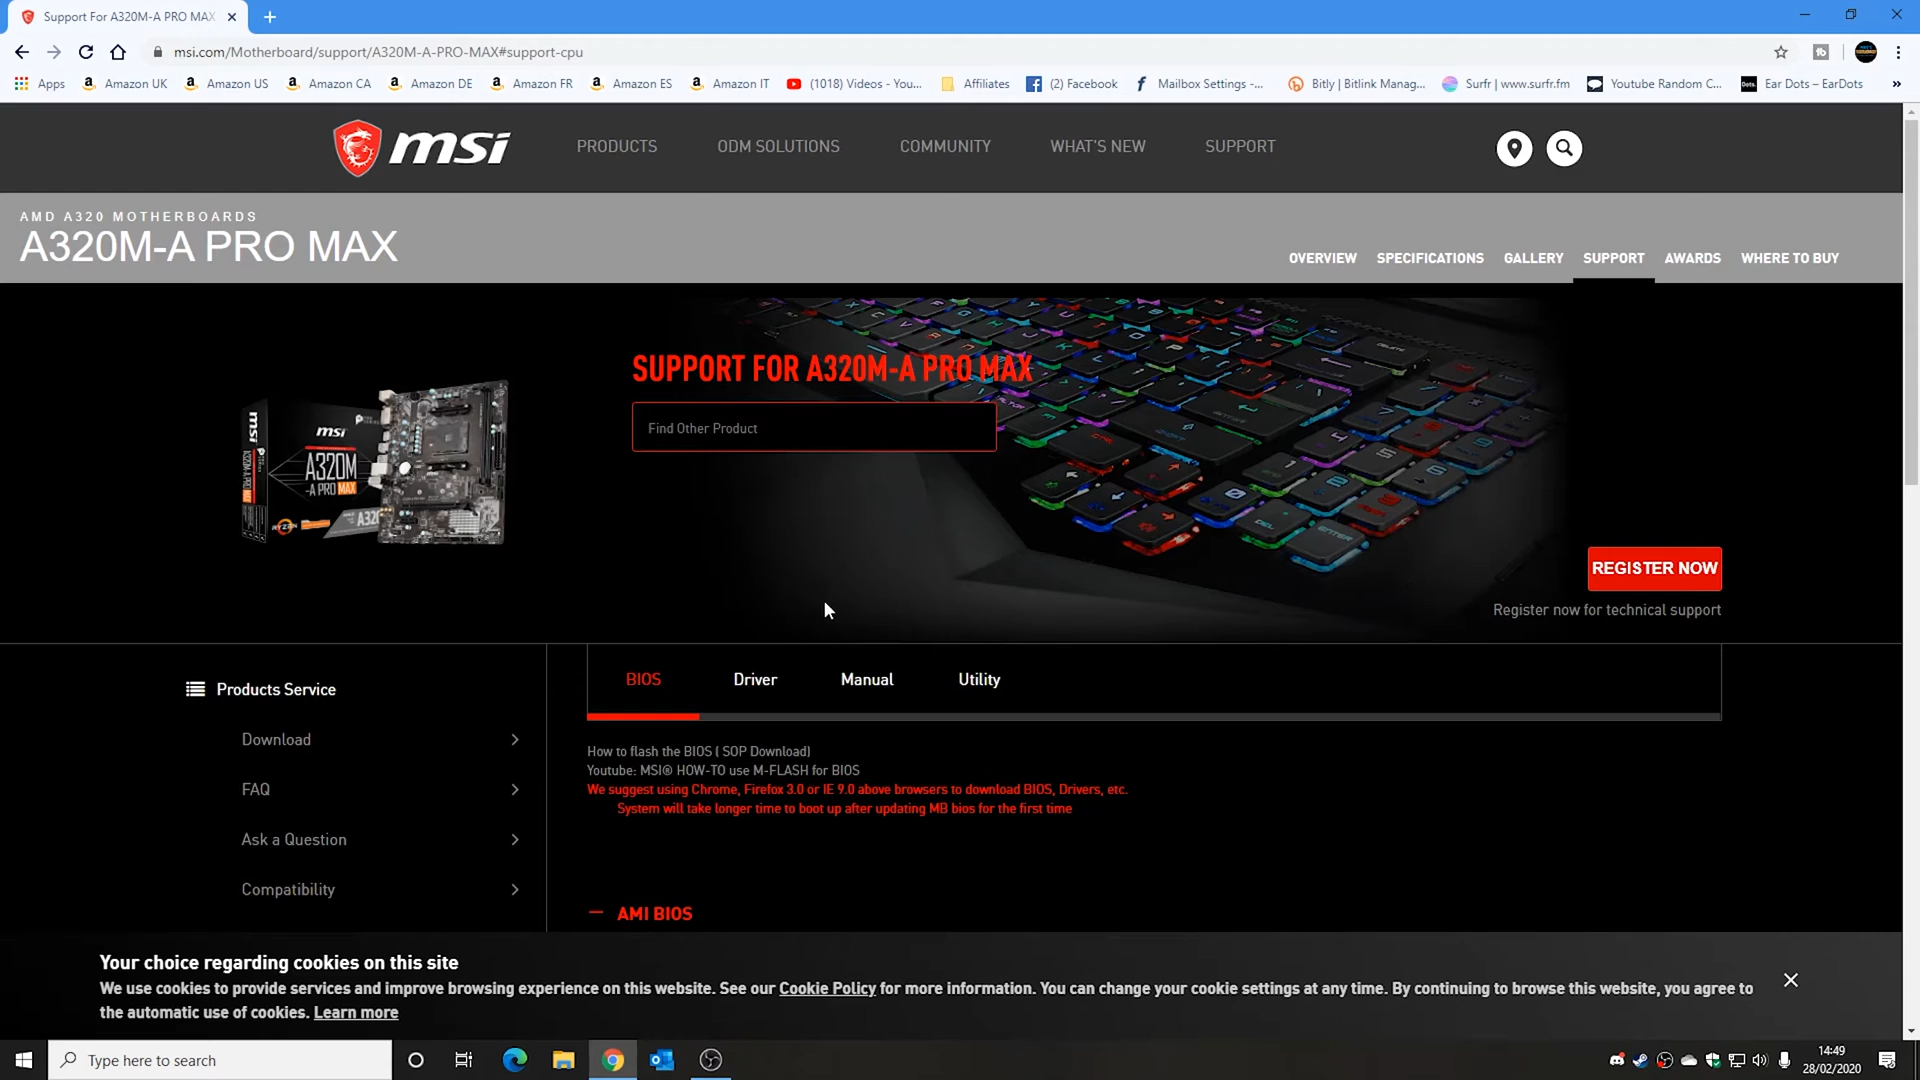 Support For A320M-A PRO MAX
msi.com/Motherboard/support/A320M-A-PRO-MAX#support-cpu
Apps Amazon UK Amazon US Amazon CA Amazon DE Amazon FR Amazon ES Amazon IT (1018) Videos - You... Affiliates (2) Facebook Mailbox Settings -... Bitly | Bitlink Manag... Surfr | www.surfr.fm Youtube Random C... Ear Dots – EarDots »
msi PRODUCTS ODM SOLUTIONS COMMUNITY WHAT'S NEW SUPPORT
AMD A320 MOTHERBOARDS
A320M-A PRO MAX
OVERVIEW SPECIFICATIONS GALLERY SUPPORT AWARDS WHERE TO BUY
SUPPORT FOR A320M-A PRO MAX
Find Other Product
msi
msi
A320M
-A PRO MAX
RYZEN
A320
REGISTER NOW
Register now for technical support
Products Service
Download
FAQ
Ask a Question
Compatibility
BIOS Driver Manual Utility
How to flash the BIOS ( SOP Download)
Youtube: MSI® HOW-TO use M-FLASH for BIOS
We suggest using Chrome, Firefox 3.0 or IE 9.0 above browsers to download BIOS, Drivers, etc.
System will take longer time to boot up after updating MB bios for the first time
AMI BIOS
Your choice regarding cookies on this site
We use cookies to provide services and improve browsing experience on this website. See our Cookie Policy for more information. You can change your cookie settings at any time. By continuing to browse this website, you agree to
the automatic use of cookies. Learn more
Type here to search
14:49
28/02/2020